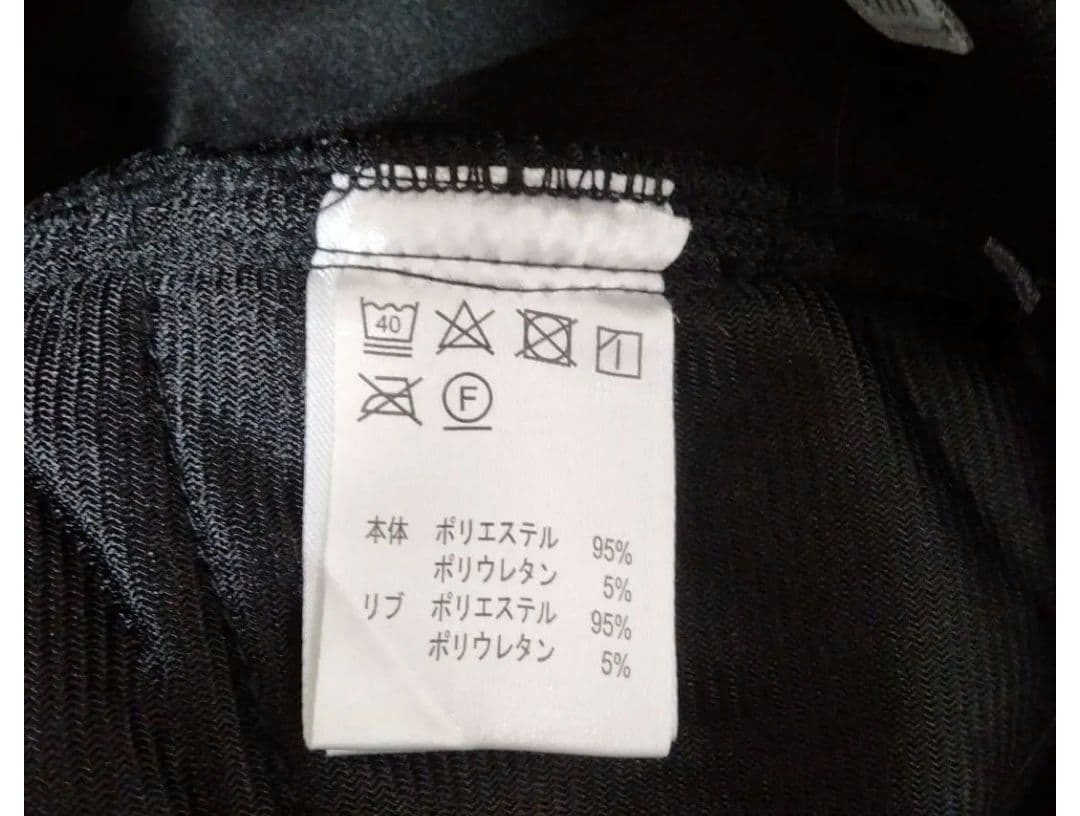 40
F
本体 ポリエステル 95%
ポリウレタン 5%
リブ ポリエステル 95%
ポリウレタン 5%